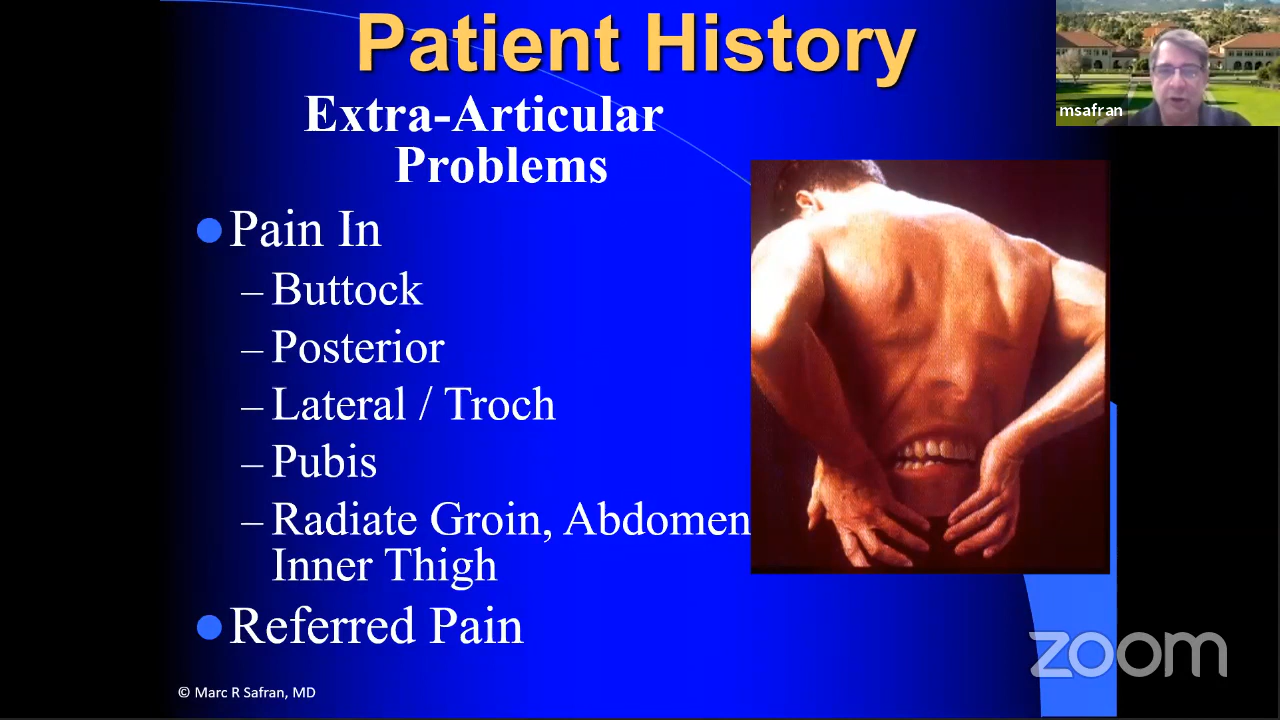 Patient History
msafran
Extra-Articular
Problems
Pain In
– Buttock
– Posterior
– Lateral / Troch
– Pubis
– Radiate Groin, Abdomen
Inner Thigh
Referred Pain
© Marc R Safran, MD
zoom